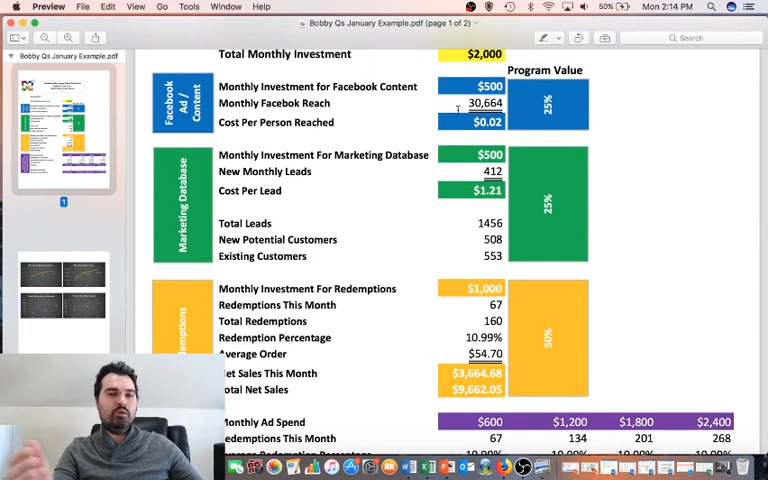 Preview File Edit View Go Tools Window Help
50% Mon 2:14 PM
Bobby Qs January Example.pdf (page 1 of 2)
Search
Bobby Qs January Example.pdf
1
Total Monthly Investment $2,000
Program Value
Facebook Ad / Content
Monthly Investment for Facebook Content $500
Monthly Facebok Reach 30,664
Cost Per Person Reached $0.02
25%
Marketing Database
Monthly Investment For Marketing Database $500
New Monthly Leads 412
Cost Per Lead $1.21
Total Leads 1456
New Potential Customers 508
Existing Customers 553
25%
emptions
Monthly Investment For Redemptions $1,000
Redemptions This Month 67
Total Redemptions 160
Redemption Percentage 10.99%
Average Order $54.70
et Sales This Month $3,664.68
otal Net Sales $9,662.05
50%
onthly Ad Spend $600 $1,200 $1,800 $2,400
edemptions This Month 67 134 201 268